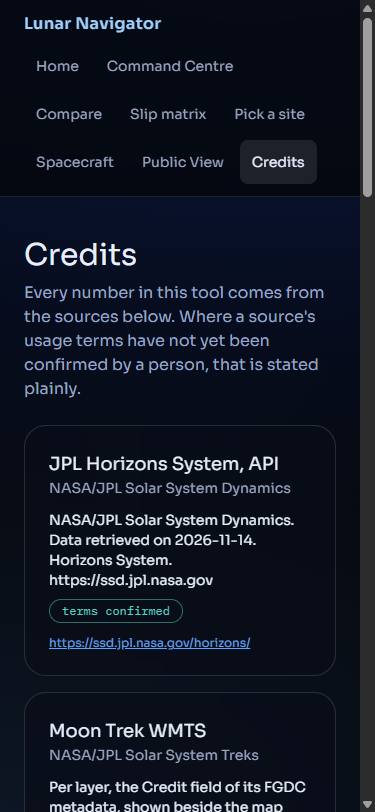 Lunar Navigator
Home Command Centre
Compare Slip matrix Pick a site
Spacecraft Public View Credits
Credits
Every number in this tool comes from
the sources below. Where a source's
usage terms have not yet been
confirmed by a person, that is stated
plainly.
JPL Horizons System, API
NASA/JPL Solar System Dynamics
NASA/JPL Solar System Dynamics.
Data retrieved on 2026-11-14.
Horizons System.
https://ssd.jpl.nasa.gov
terms confirmed
https://ssd.jpl.nasa.gov/horizons/
Moon Trek WMTS
NASA/JPL Solar System Treks
Per layer, the Credit field of its FGDC
metadata, shown beside the map